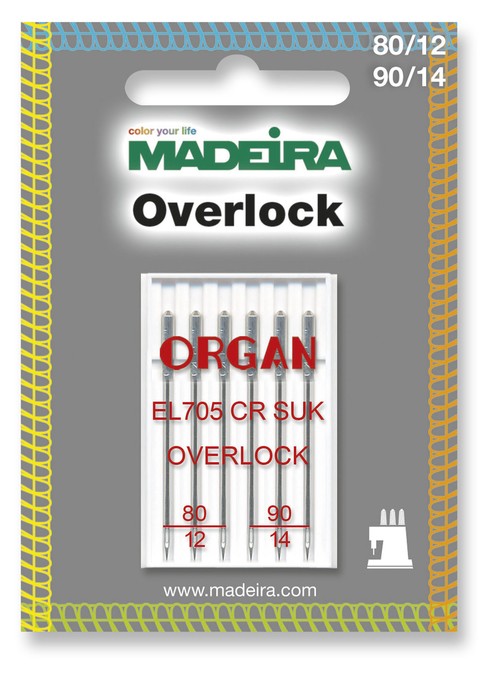 80/12
90/14
color your life
MADEIRA
Overlock
ORGAN
EL705 CR SUK
OVERLOCK
80 90
12 14
www.madeira.com